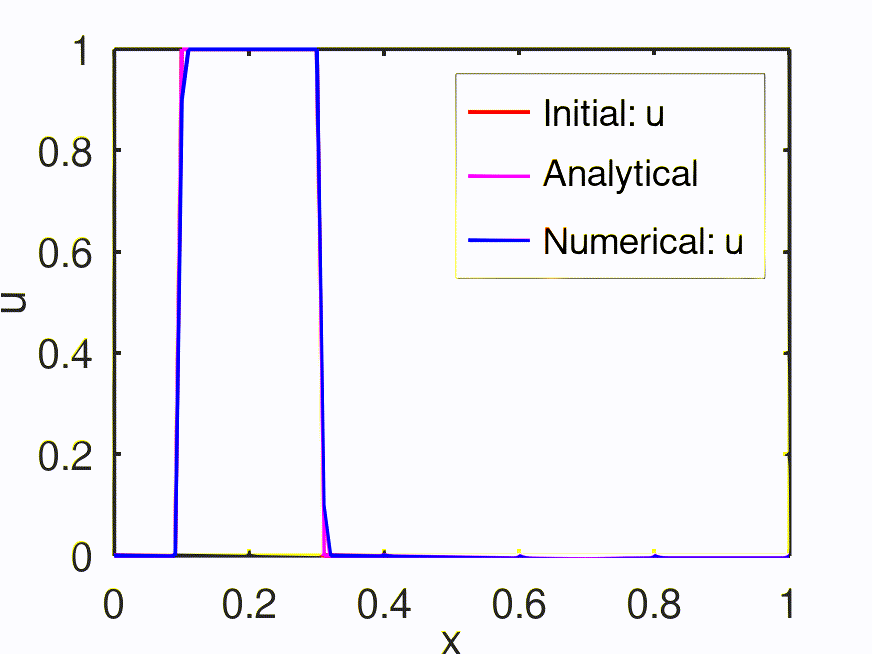 1
0.8
0.6
0.4
0.2
0
u
Initial: u
Analytical
Numerical: u
0 0.2 0.4 0.6 0.8 1
x